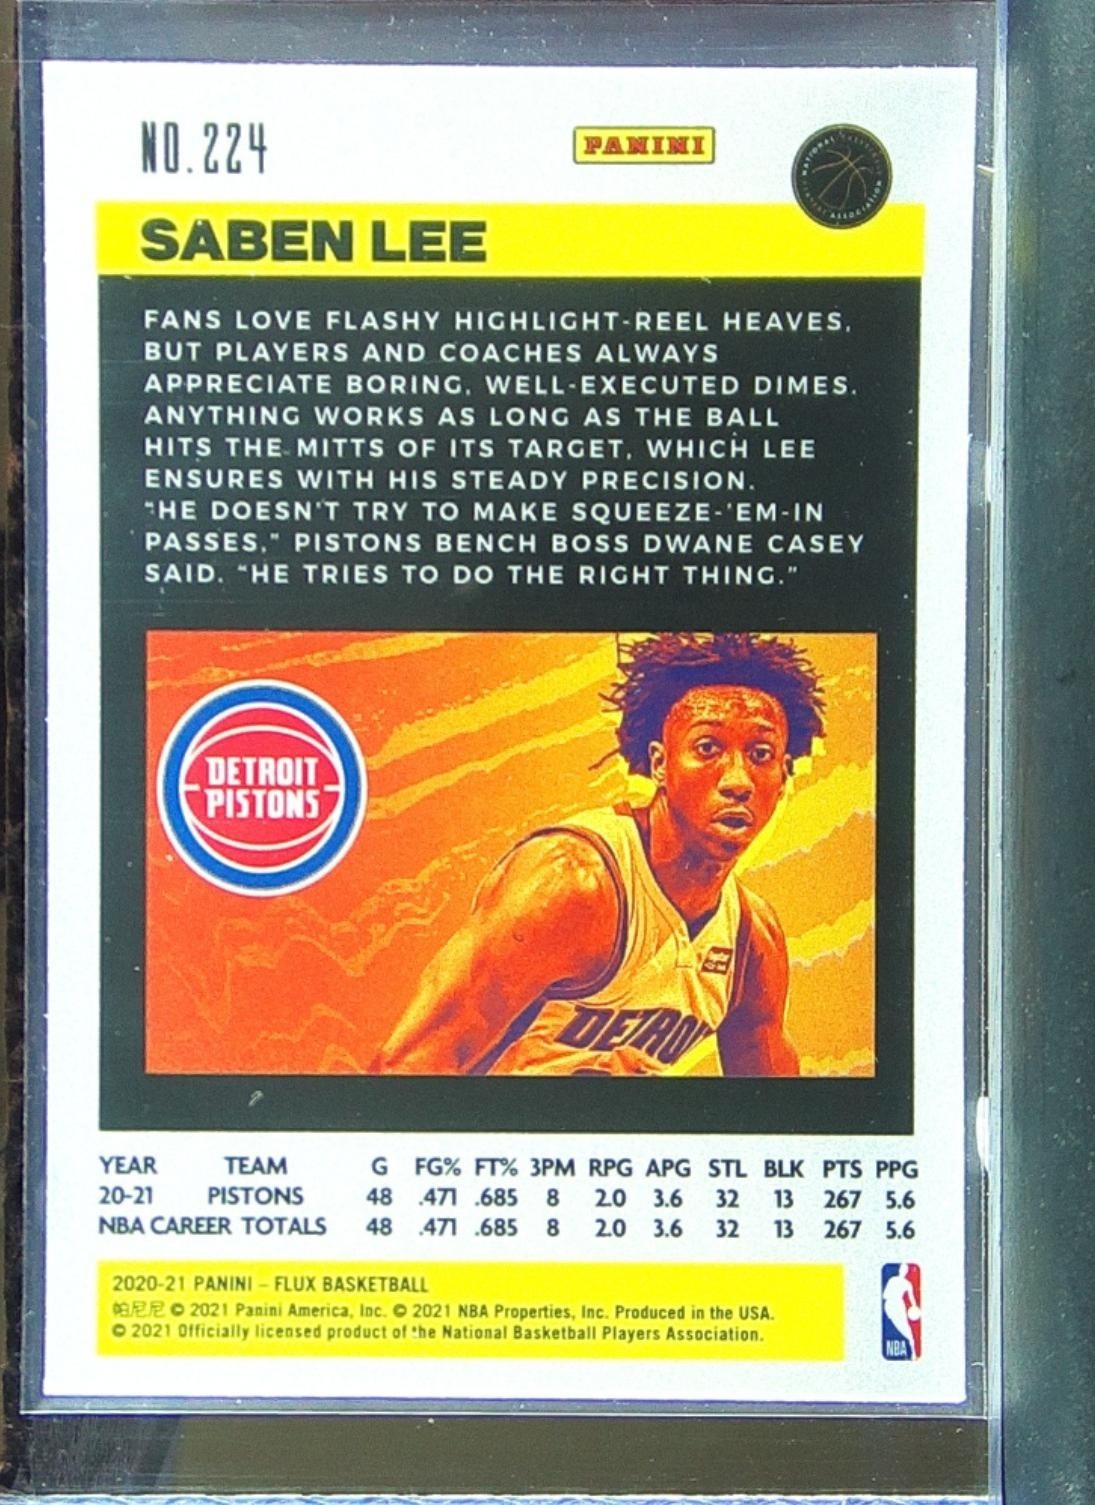 NO.224
PANINI
NATIONAL BASKETBALL PLAYERS ASSOCIATION
SABEN LEE
FANS LOVE FLASHY HIGHLIGHT-REEL HEAVES,
BUT PLAYERS AND COACHES ALWAYS
APPRECIATE BORING, WELL-EXECUTED DIMES.
ANYTHING WORKS AS LONG AS THE BALL
HITS THE MITTS OF ITS TARGET, WHICH LEE
ENSURES WITH HIS STEADY PRECISION.
“HE DOESN'T TRY TO MAKE SQUEEZE-'EM-IN
PASSES,” PISTONS BENCH BOSS DWANE CASEY
SAID. “HE TRIES TO DO THE RIGHT THING.”
DETROIT
PISTONS
DETROI
YEAR TEAM G FG% FT% 3PM RPG APG STL BLK PTS PPG
20-21 PISTONS 48 .471 .685 8 2.0 3.6 32 13 267 5.6
NBA CAREER TOTALS 48 .471 .685 8 2.0 3.6 32 13 267 5.6
2020-21 PANINI – FLUX BASKETBALL
帕尼尼 © 2021 Panini America, Inc. © 2021 NBA Properties, Inc. Produced in the USA.
© 2021 Officially licensed product of the National Basketball Players Association.
NBA